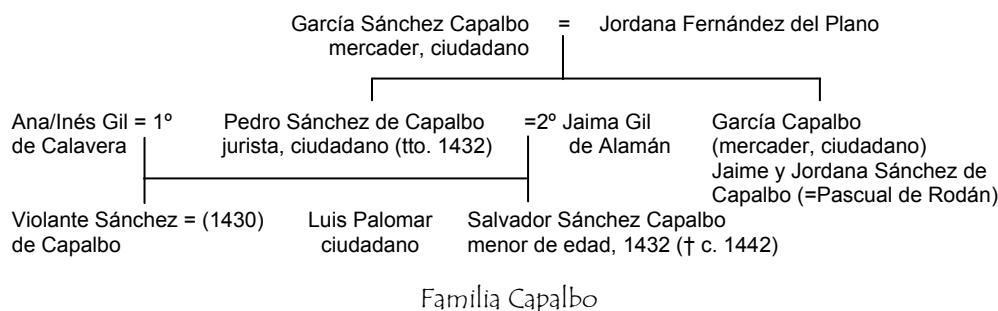 García Sánchez Capalbo = Jordana Fernández del Plano
mercader, ciudadano
Ana/Inés Gil = 1º Pedro Sánchez de Capalbo =2º Jaima Gil García Capalbo
de Calavera jurista, ciudadano (tto. 1432) de Alamán (mercader, ciudadano)
Jaime y Jordana Sánchez de
Capalbo (=Pascual de Rodán)
Violante Sánchez = (1430) Luis Palomar Salvador Sánchez Capalbo
de Capalbo ciudadano menor de edad, 1432 († c. 1442)
Familia Capalbo